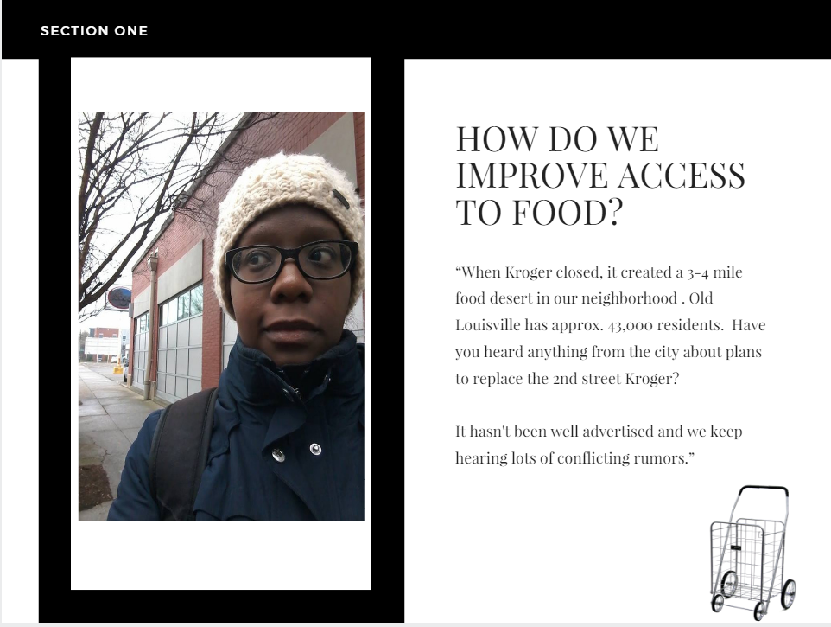 SECTION ONE
HOW DO WE
IMPROVE ACCESS
TO FOOD?
“When Kroger closed, it created a 3-4 mile
food desert in our neighborhood . Old
Louisville has approx. 43,000 residents.  Have
you heard anything from the city about plans
to replace the 2nd street Kroger?
It hasn't been well advertised and we keep
hearing lots of conflicting rumors.”